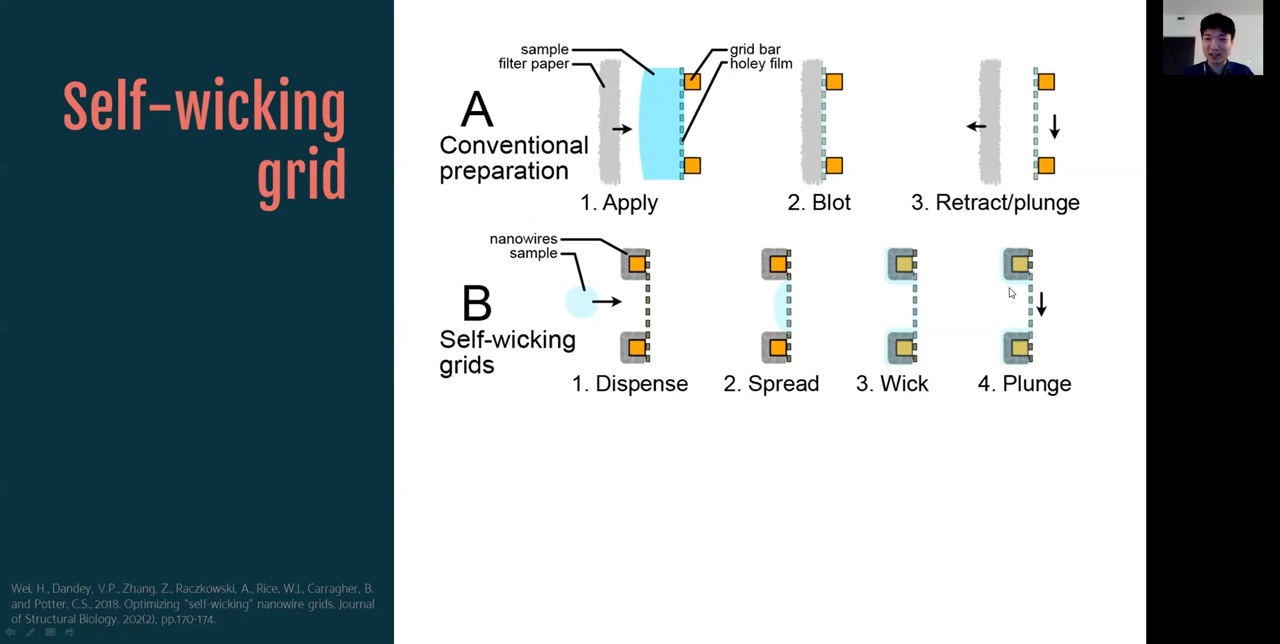 Self-wicking
grid
sample
filter paper
grid bar
holey film
A
Conventional
preparation
1. Apply
2. Blot
3. Retract/plunge
nanowires
sample
B
Self-wicking
grids
1. Dispense
2. Spread
3. Wick
4. Plunge
Wei, H., Dandey, V.P., Zhang, Z., Raczkowski, A., Rice, W.J., Carragher, B.
and Potter, C.S., 2018. Optimizing "self-wicking" nanowire grids. Journal
of Structural Biology, 202(2), pp.170-174.